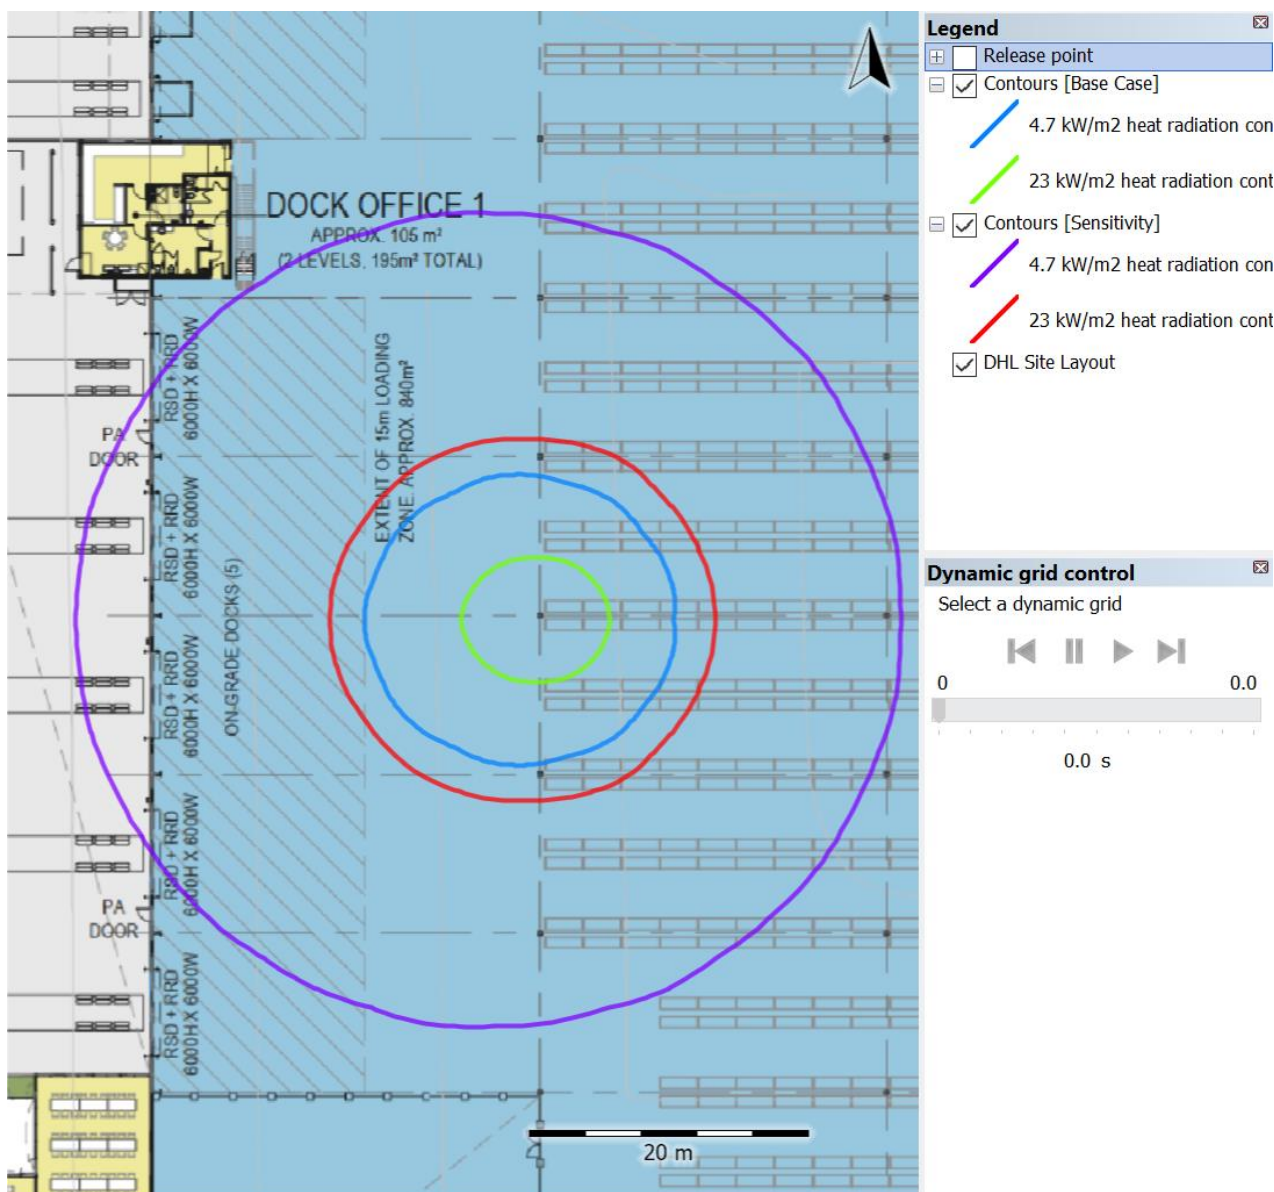 DOCK OFFICE 1
APPROX. 105 m²
(2 LEVELS, 195m² TOTAL)
EXTENT OF 15m LOADING
ZONE. APPROX. 840m²
RSD + RRD
6000H X 6000W
PA
DOOR
RSD + RRD
6000H X 6000W
ON-GRADE DOCKS (5)
RSD + RRD
6000H X 6000W
RSD + RRD
6000H X 6000W
PA
DOOR
RSD + RRD
6000H X 6000W
20 m
Legend
Release point
Contours [Base Case]
4.7 kW/m2 heat radiation con
23 kW/m2 heat radiation cont
Contours [Sensitivity]
4.7 kW/m2 heat radiation con
23 kW/m2 heat radiation cont
DHL Site Layout
Dynamic grid control
Select a dynamic grid
0 0.0
0.0 s